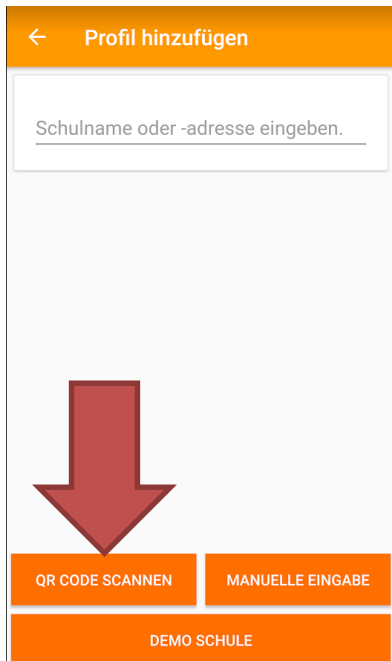 Profil hinzufügen
Schulname oder -adresse eingeben.
QR CODE SCANNEN
MANUELLE EINGABE
DEMO SCHULE